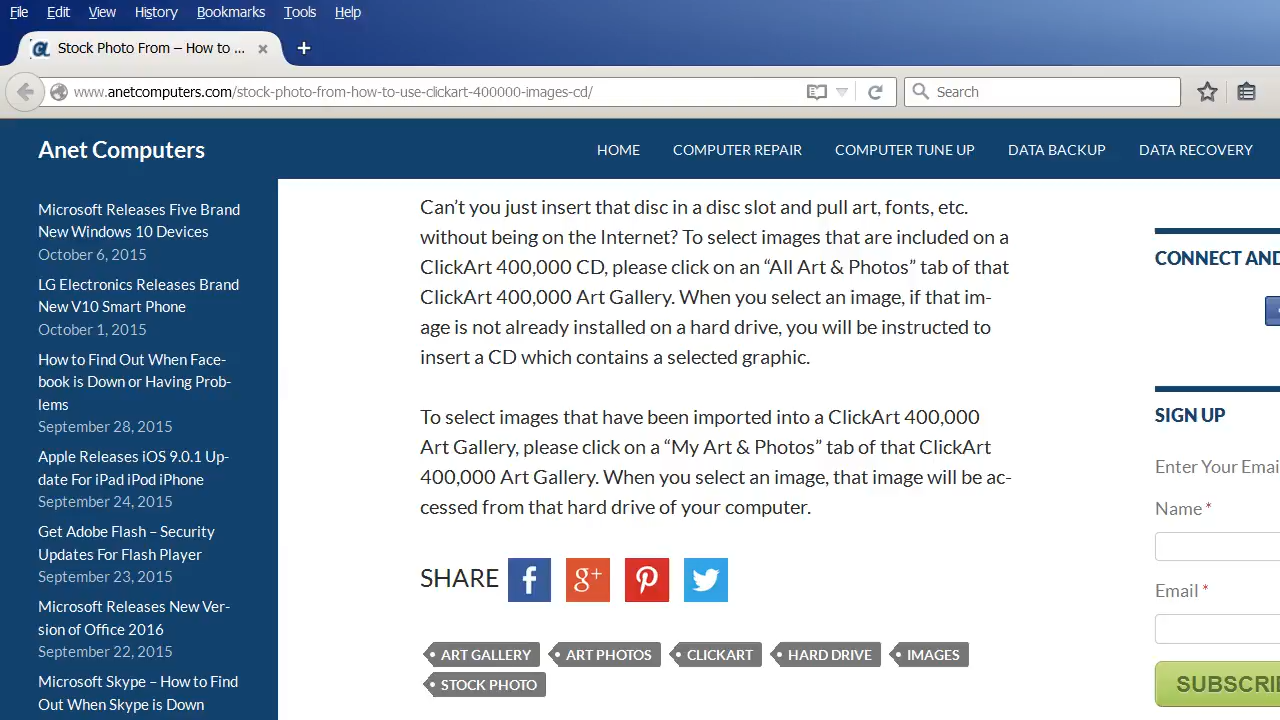 File Edit View History Bookmarks Tools Help
Stock Photo From – How to ...
www.anetcomputers.com/stock-photo-from-how-to-use-clickart-400000-images-cd/
Search
Anet Computers
HOME COMPUTER REPAIR COMPUTER TUNE UP DATA BACKUP DATA RECOVERY
Microsoft Releases Five Brand
New Windows 10 Devices
October 6, 2015
LG Electronics Releases Brand
New V10 Smart Phone
October 1, 2015
How to Find Out When Face-
book is Down or Having Prob-
lems
September 28, 2015
Apple Releases iOS 9.0.1 Up-
date For iPad iPod iPhone
September 24, 2015
Get Adobe Flash – Security
Updates For Flash Player
September 23, 2015
Microsoft Releases New Ver-
sion of Office 2016
September 22, 2015
Microsoft Skype – How to Find
Out When Skype is Down
Can’t you just insert that disc in a disc slot and pull art, fonts, etc.
without being on the Internet? To select images that are included on a
ClickArt 400,000 CD, please click on an “All Art & Photos” tab of that
ClickArt 400,000 Art Gallery. When you select an image, if that im-
age is not already installed on a hard drive, you will be instructed to
insert a CD which contains a selected graphic.
To select images that have been imported into a ClickArt 400,000
Art Gallery, please click on a “My Art & Photos” tab of that ClickArt
400,000 Art Gallery. When you select an image, that image will be ac-
cessed from that hard drive of your computer.
SHARE
ART GALLERY ART PHOTOS CLICKART HARD DRIVE IMAGES
STOCK PHOTO
CONNECT AND
SIGN UP
Enter Your Emai
Name *
Email *
SUBSCRI